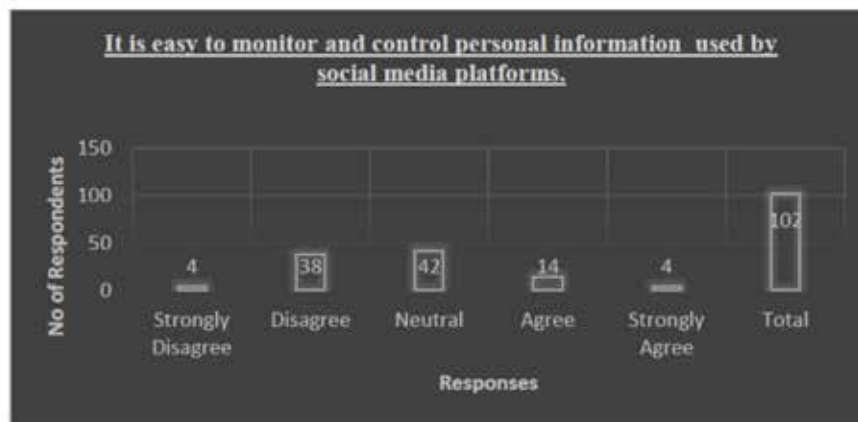 It is easy to monitor and control personal information used by
social media platforms.
150
100
50
0
No of Respondents
4
38
42
14
4
102
Strongly Disagree
Disagree
Neutral
Agree
Strongly Agree
Total
Responses